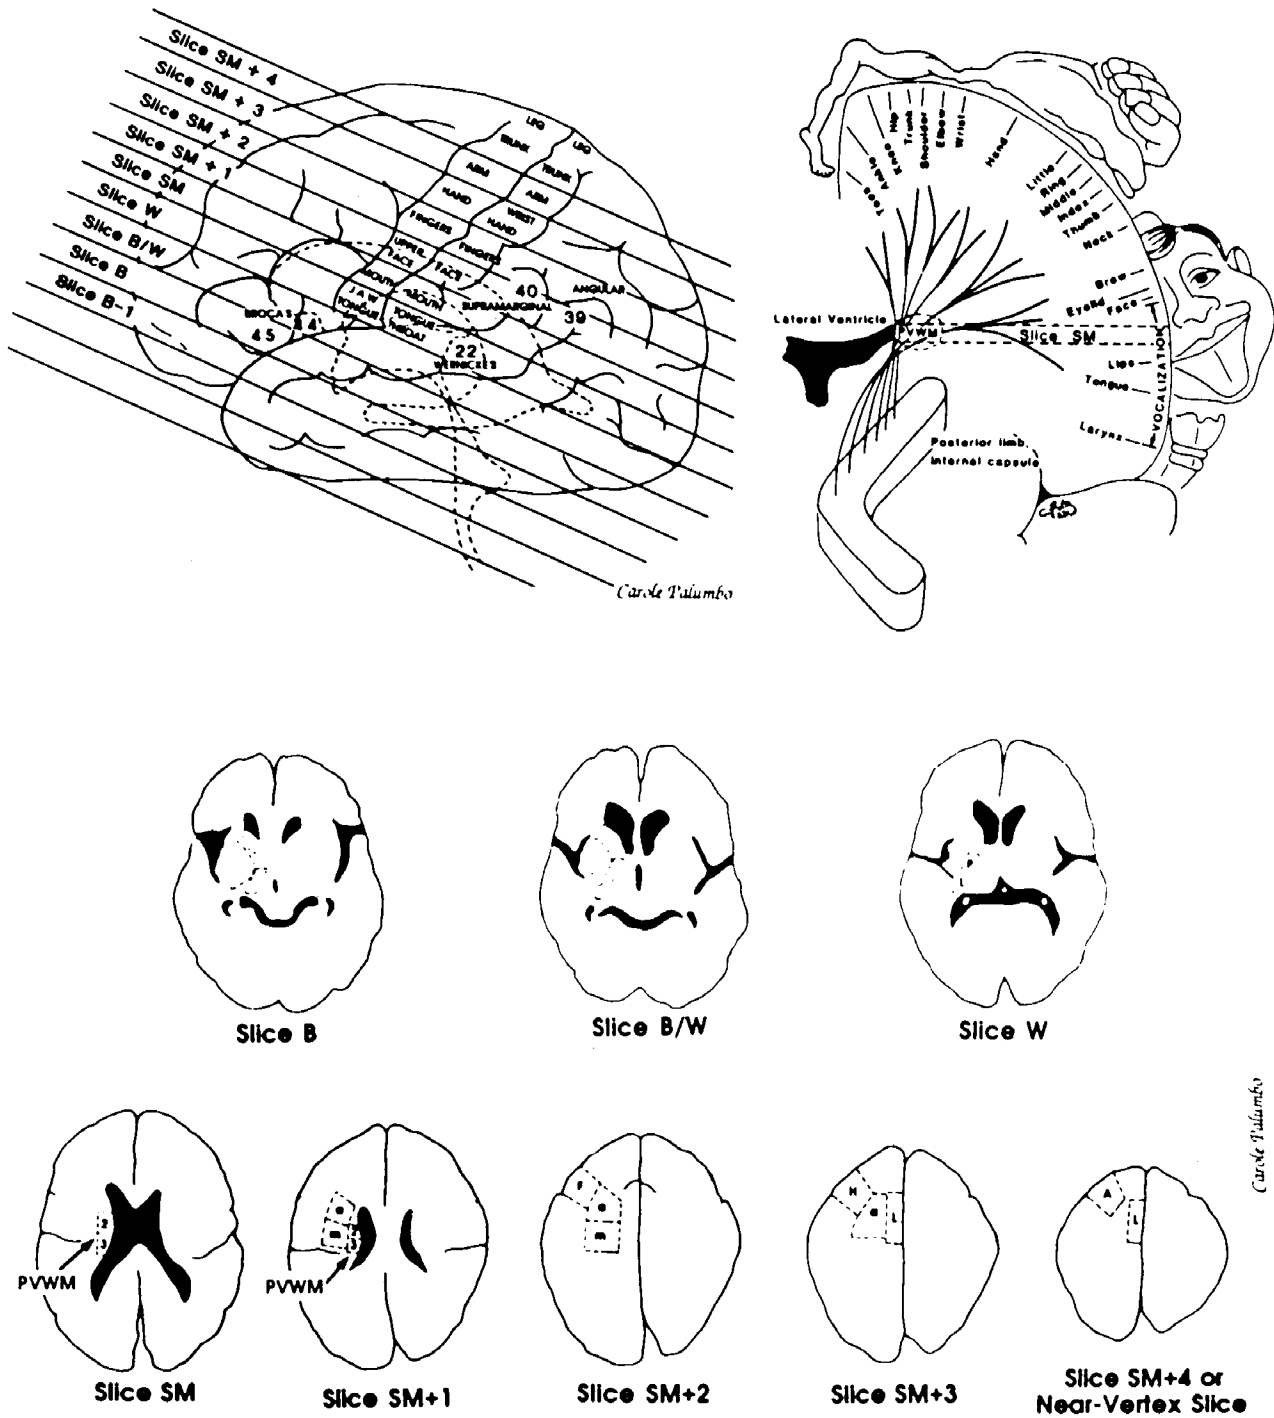 Slice SM + 4
Slice SM + 3
Slice SM + 2
Slice SM + 1
Slice SM
Slice W
Slice B/W
Slice B
Slice B-1
LEG
TRUNK
ARM
HAND
FINGERS
UPPER
FACE
MOUTH
JAW
TONGUE
LEG
TRUNK
ARM
WRIST
HAND
FINGERS
FACE
MOUTH
TONGUE
THROAT
BROCAS
45
44
40
SUPRAMARGINAL
ANGULAR
39
22
WERNICKES
Carole Palumbo
Toes
Ankle
Knee
Hip
Trunk
Shoulder
Elbow
Wrist
Hand
Little
Ring
Middle
Index
Thumb
Neck
Brow
Eyelid
Face
Lips
Tongue
Larynx
VOCALIZATION
Lateral Ventricle
PVWM
Slice SM
Posterior limb,
Internal capsule
Slice B
Slice B/W
Slice W
2
3
PVWM
Slice SM
m
3
PVWM
Slice SM+1
F
m
Slice SM+2
H
L
Slice SM+3
A
L
Slice SM+4 or
Near-Vertex Slice
Carole Palumbo